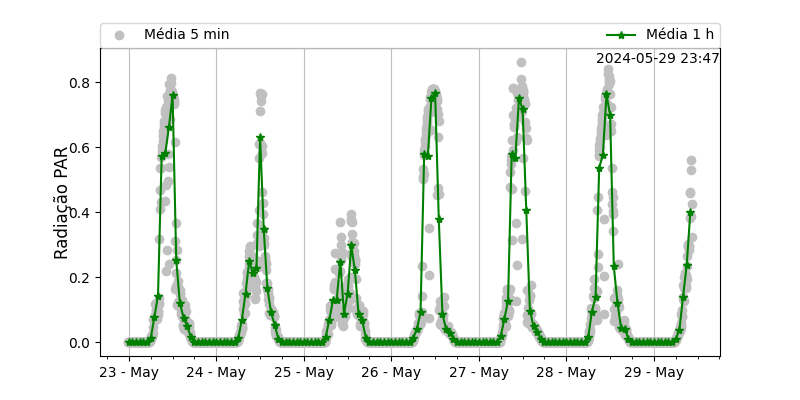 Média 5 min
Média 1 h
2024-05-29 23:47
Radiação PAR
0.8
0.6
0.4
0.2
0.0
23 - May
24 - May
25 - May
26 - May
27 - May
28 - May
29 - May